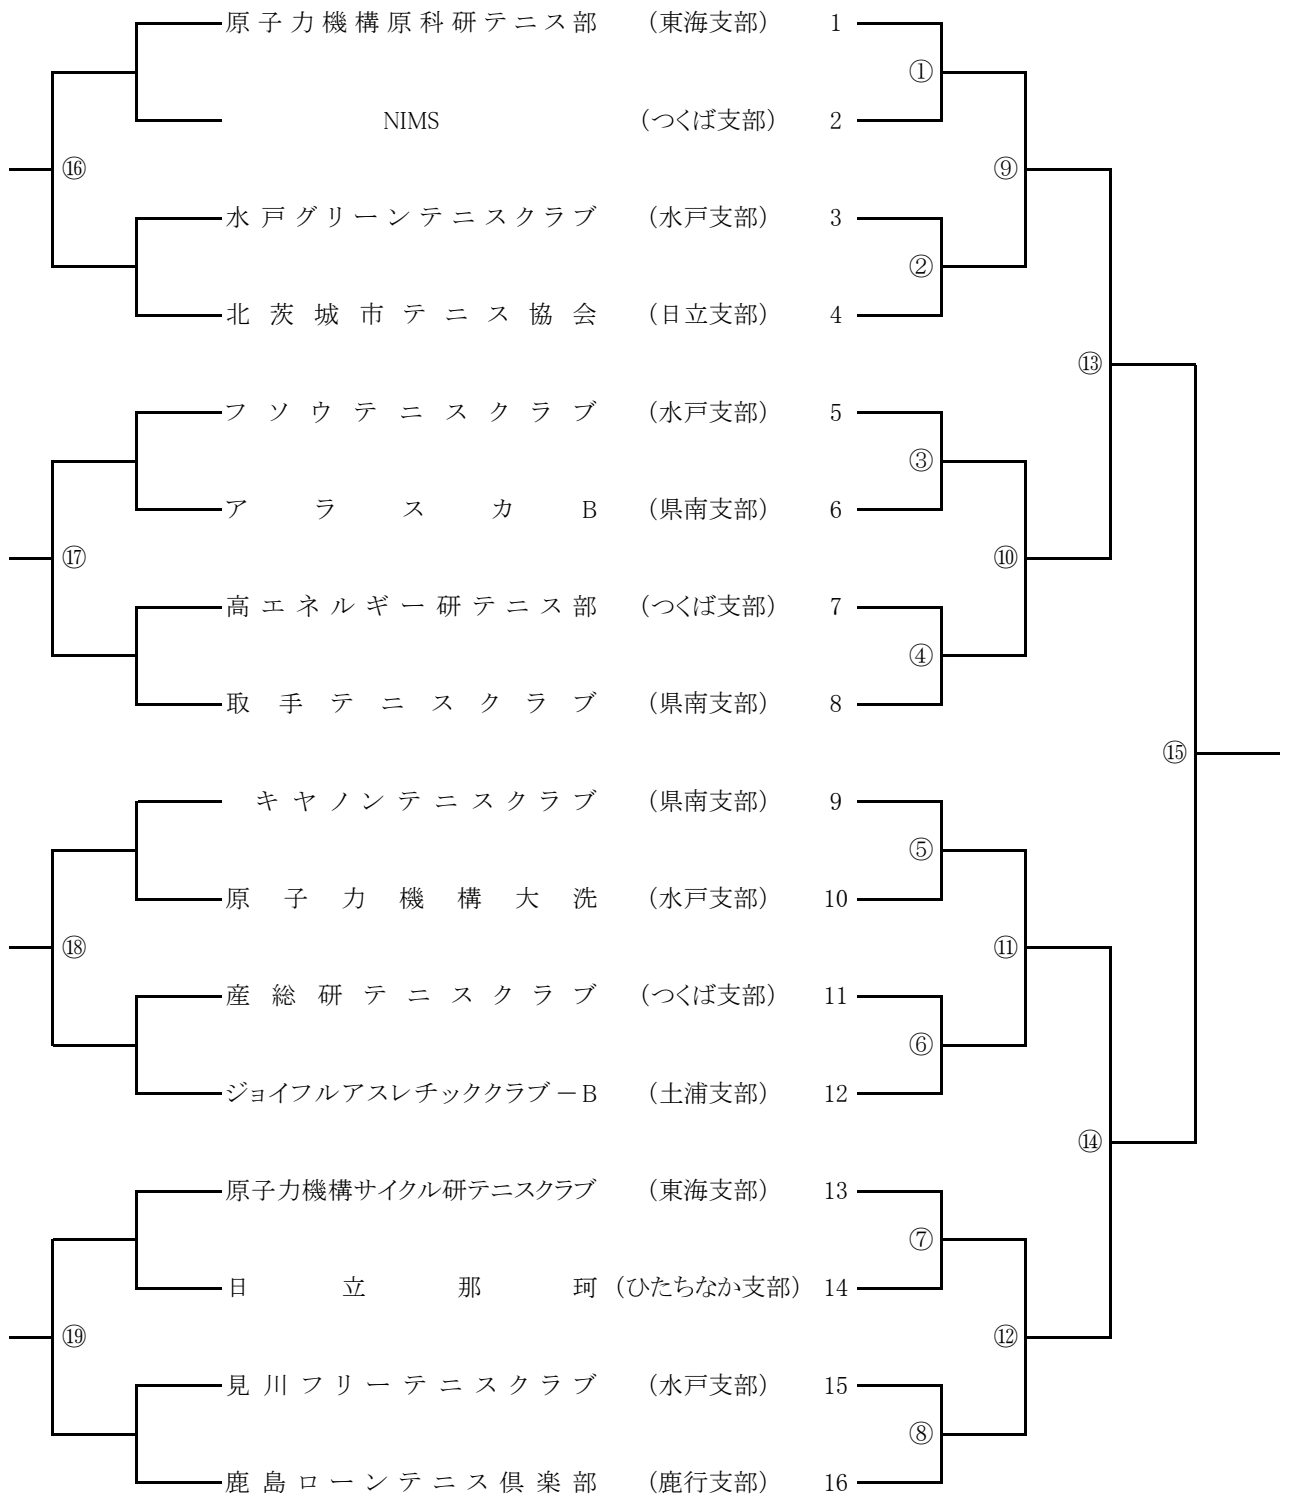 原子力機構原科研テニス部 (東海支部) 1
①
NIMS (つくば支部) 2
⑯ ⑨
水戸グリーンテニスクラブ (水戸支部) 3
②
北茨城市テニス協会 (日立支部) 4
⑬
フソウテニスクラブ (水戸支部) 5
③
アラスカB (県南支部) 6
⑰ ⑩
高エネルギー研テニス部 (つくば支部) 7
④
取手テニスクラブ (県南支部) 8
⑮
キヤノンテニスクラブ (県南支部) 9
⑤
原子力機構大洗 (水戸支部) 10
⑱ ⑪
産総研テニスクラブ (つくば支部) 11
⑥
ジョイフルアスレチッククラブ－B (土浦支部) 12
⑭
原子力機構サイクル研テニスクラブ (東海支部) 13
⑦
日立那珂 (ひたちなか支部) 14
⑲ ⑫
見川フリーテニスクラブ (水戸支部) 15
⑧
鹿島ローンテニス倶楽部 (鹿行支部) 16